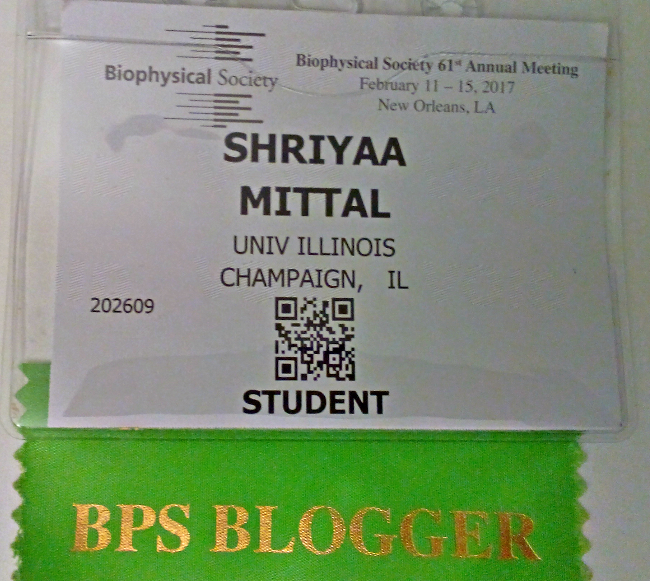 Biophysical Society
Biophysical Society 61st Annual Meeting
February 11 – 15, 2017
New Orleans, LA
SHRIYAA
MITTAL
UNIV ILLINOIS
CHAMPAIGN, IL
202609
STUDENT
BPS BLOGGER